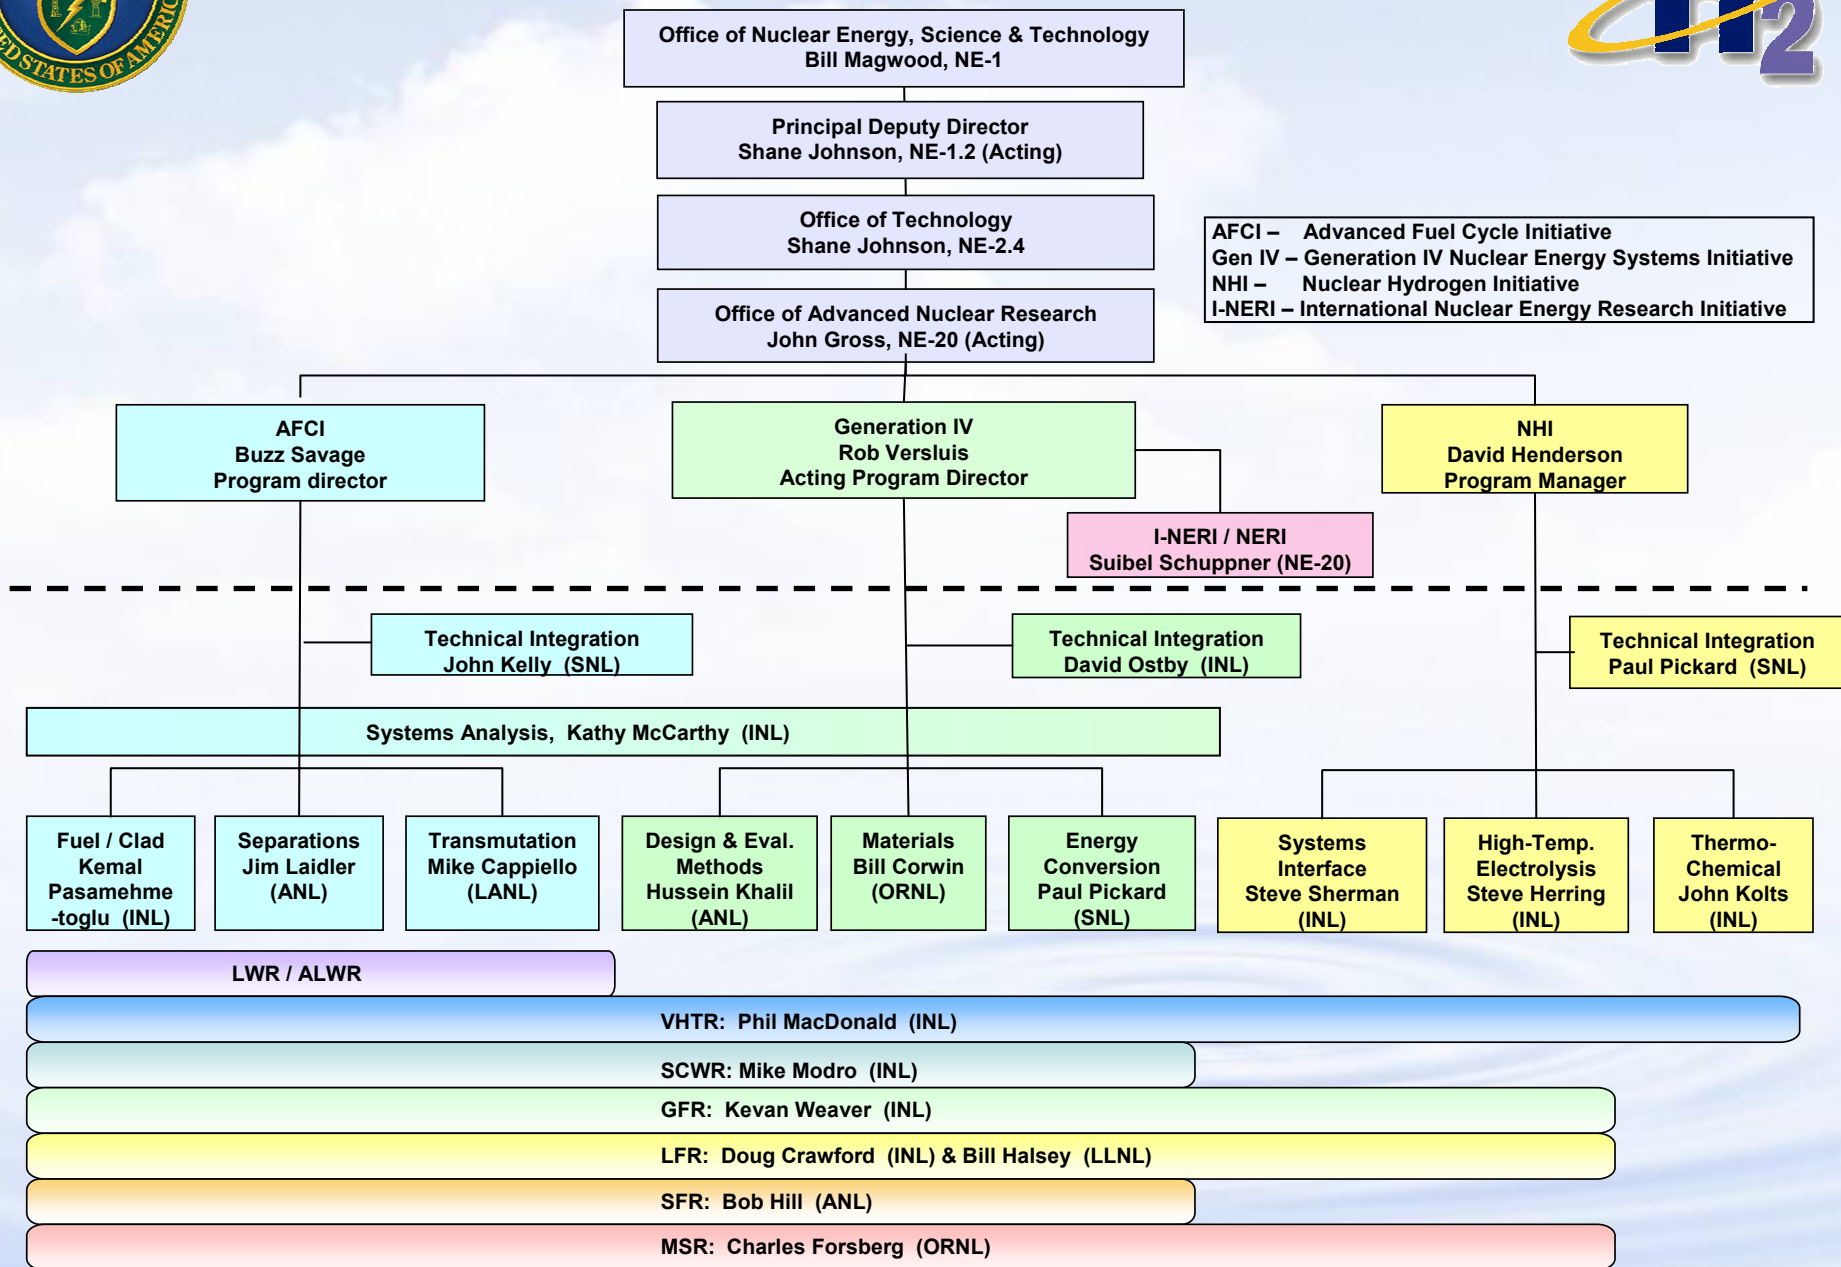 STATES OF AMERIC
H2
Office of Nuclear Energy, Science & Technology
Bill Magwood, NE-1
Principal Deputy Director
Shane Johnson, NE-1.2 (Acting)
Office of Technology
Shane Johnson, NE-2.4
AFCI – Advanced Fuel Cycle Initiative
Gen IV – Generation IV Nuclear Energy Systems Initiative
NHI – Nuclear Hydrogen Initiative
I-NERI – International Nuclear Energy Research Initiative
Office of Advanced Nuclear Research
John Gross, NE-20 (Acting)
AFCI
Buzz Savage
Program director
Generation IV
Rob Versluis
Acting Program Director
NHI
David Henderson
Program Manager
I-NERI / NERI
Suibel Schuppner (NE-20)
Technical Integration
John Kelly (SNL)
Technical Integration
David Ostby (INL)
Technical Integration
Paul Pickard (SNL)
Systems Analysis, Kathy McCarthy (INL)
Fuel / Clad
Kemal
Pasamehme
-toglu (INL)
Separations
Jim Laidler
(ANL)
Transmutation
Mike Cappiello
(LANL)
Design & Eval.
Methods
Hussein Khalil
(ANL)
Materials
Bill Corwin
(ORNL)
Energy
Conversion
Paul Pickard
(SNL)
Systems
Interface
Steve Sherman
(INL)
High-Temp.
Electrolysis
Steve Herring
(INL)
Thermo-
Chemical
John Kolts
(INL)
LWR / ALWR
VHTR: Phil MacDonald (INL)
SCWR: Mike Modro (INL)
GFR: Kevan Weaver (INL)
LFR: Doug Crawford (INL) & Bill Halsey (LLNL)
SFR: Bob Hill (ANL)
MSR: Charles Forsberg (ORNL)